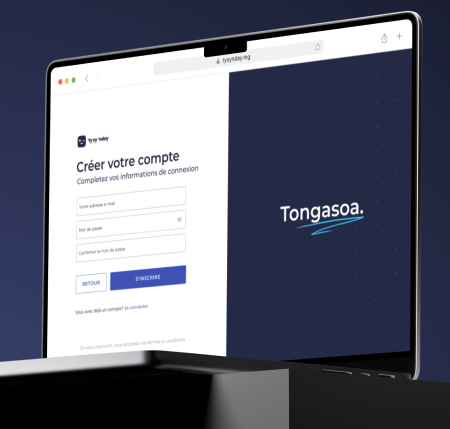 tysynday.mg
Ty sy 'nday
Créer votre compte
Completez vos informations de connexion
Votre adresse e-mail
Mot de passe
Confirmer le mot de passe
RETOUR
S'INSCRIRE
Vous avez déjà un compte? Se connecter
En vous inscrivant, vous acceptez nos termes et conditions
Tongasoa.